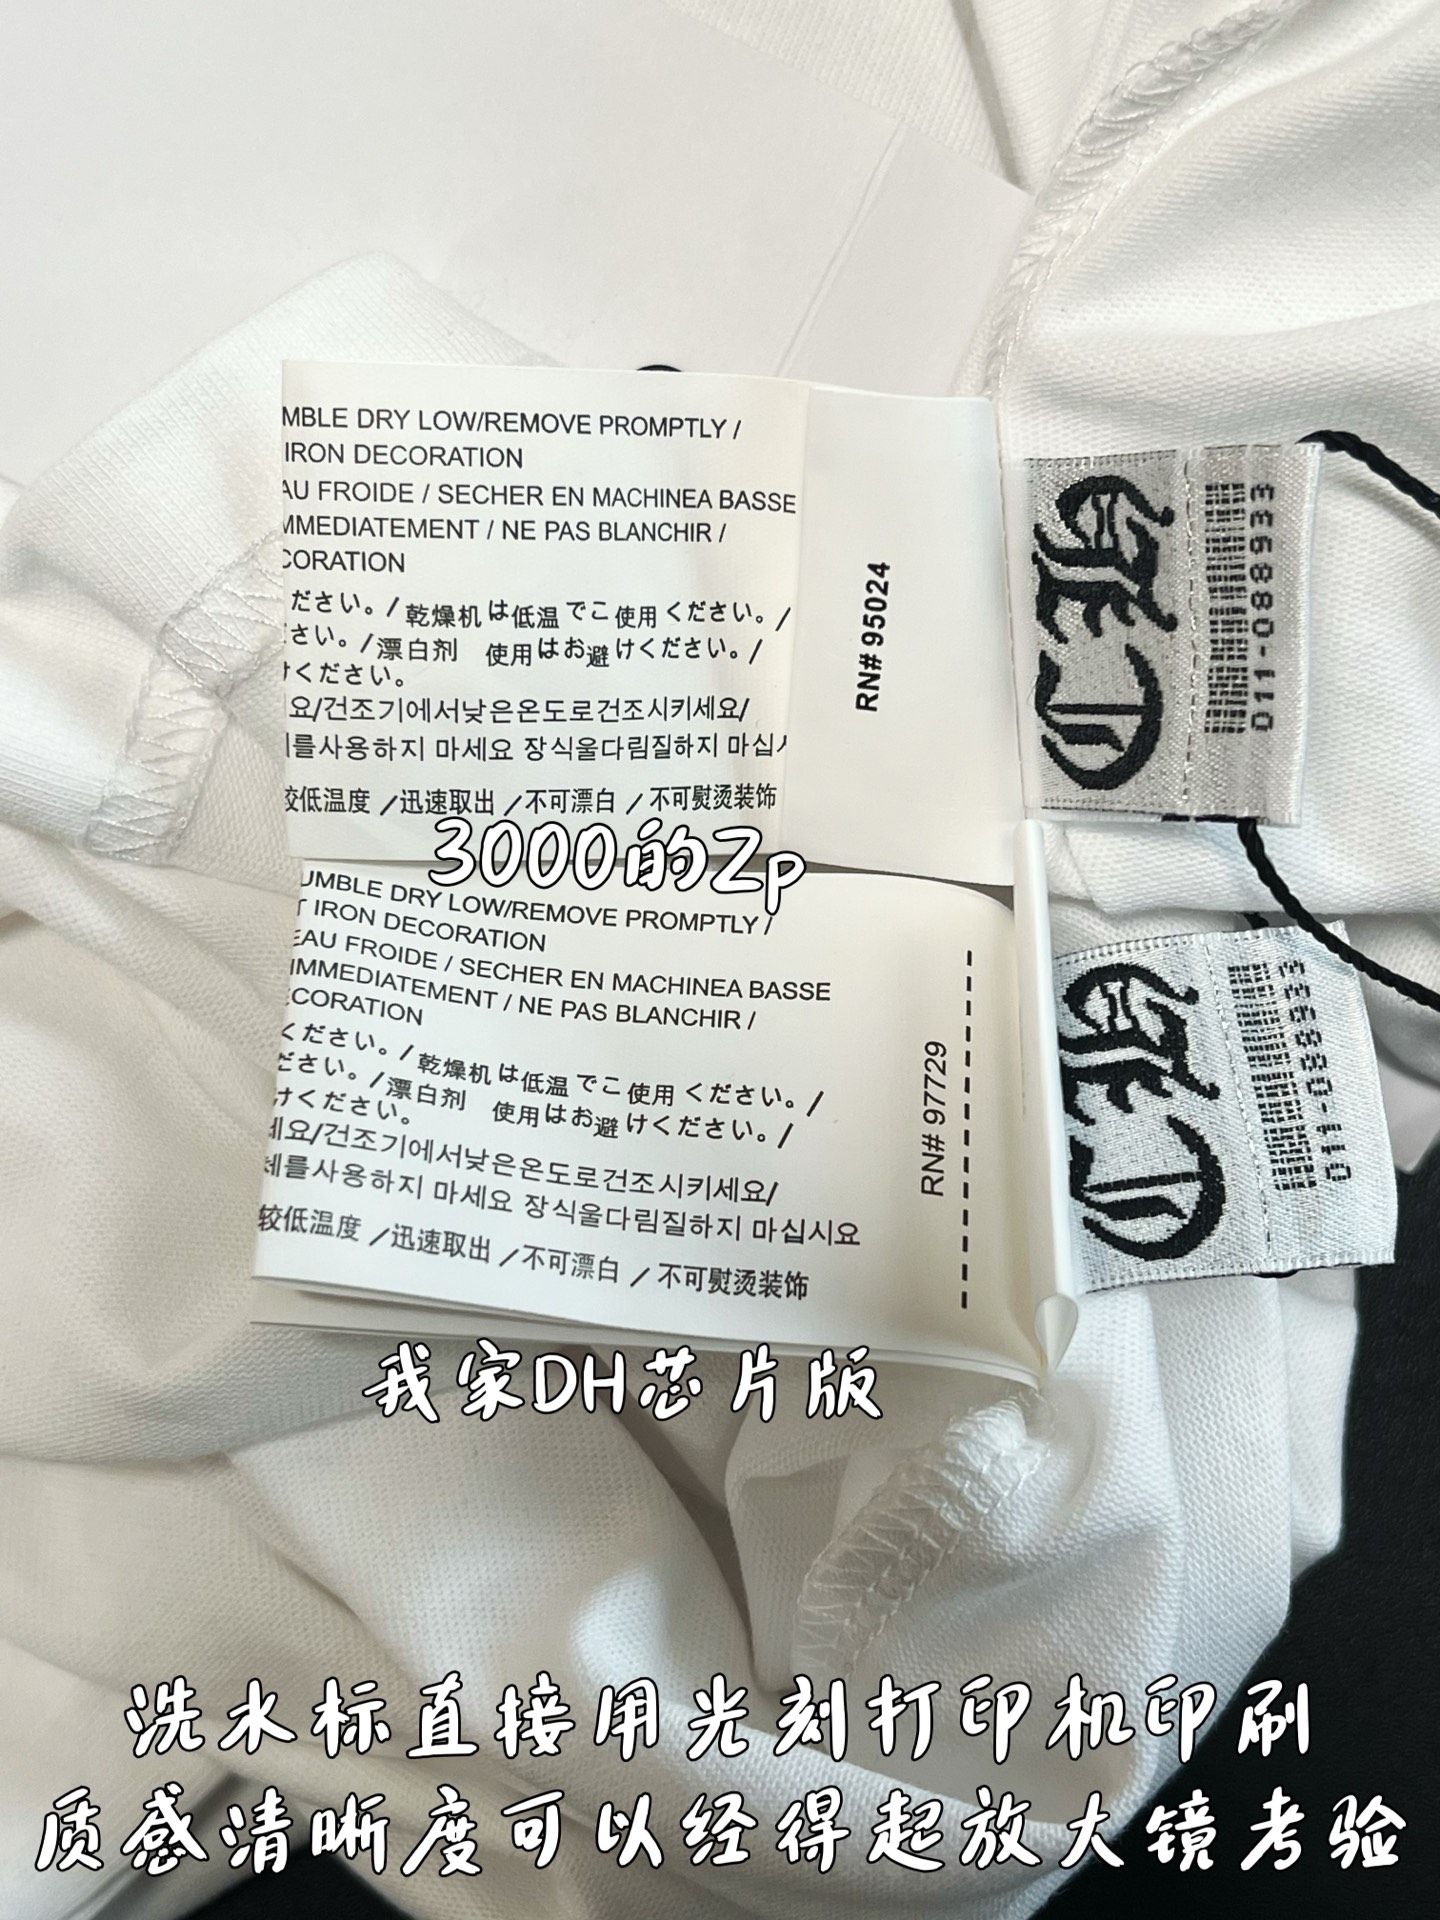 MBLE DRY LOW/REMOVE PROMPTLY /
IRON DECORATION
AU FROIDE / SECHER EN MACHINEA BASSE
MMEDIATEMENT / NE PAS BLANCHIR /
CORATION
ださい。/乾燥机は低温でこ使用ください。/
さい。/漂白剤 使用はお避けください。/
けください。
요/건조기에서낮은온도로건조시키세요/
를사용하지 마세요 장식울다림질하지 마십시
较低温度 /迅速取出 /不可漂白 /不可熨烫装饰
RN# 95024
011-08893
3000的Zp
UMBLE DRY LOW/REMOVE PROMPTLY /
T IRON DECORATION
EAU FROIDE / SECHER EN MACHINEA BASSE
IMMEDIATEMENT / NE PAS BLANCHIR /
ECORATION
ください。/乾燥机は低温でこ使用ください。/
ださい。/漂白剤 使用はお避けください。/
けください。
세요/건조기에서낮은온도로건조시키세요/
체를사용하지 마세요 장식울다림질하지 마십시요
较低温度 /迅速取出 /不可漂白 /不可熨烫装饰
RN# 97729
011-08893
我家DH芯片版
洗水标直接用光刻打印机印刷
质感清晰度可以经得起放大镜考验